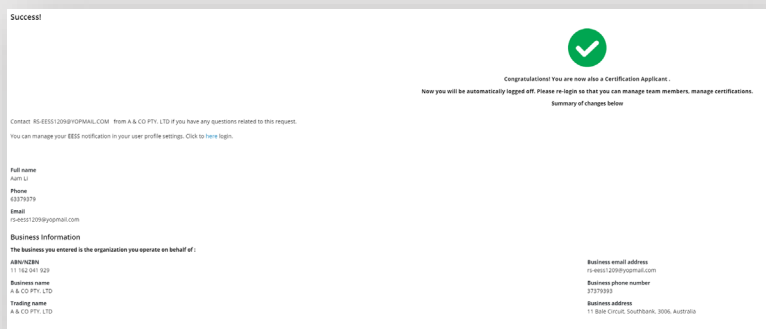 Success!
Congratulations! You are now also a Certification Applicant .
Now you will be automatically logged off. Please re-login so that you can manage team members, manage certifications.
Summary of changes below
Contact RS-EESS1209@YOPMAIL.COM from A & CO PTY. LTD if you have any questions related to this request.
You can manage your EESS notification in your user profile settings. Click to here login.
Full name
Aam Li
Phone
63379379
Email
rs-eess1209@yopmail.com
Business Information
The business you entered is the organization you operate on behalf of :
ABN/NZBN
11 162 041 929
Business name
A & CO PTY. LTD
Trading name
A & CO PTY. LTD
Business email address
rs-eess1209@yopmail.com
Business phone number
37379393
Business address
11 Bale Circuit, Southbank, 3006, Australia